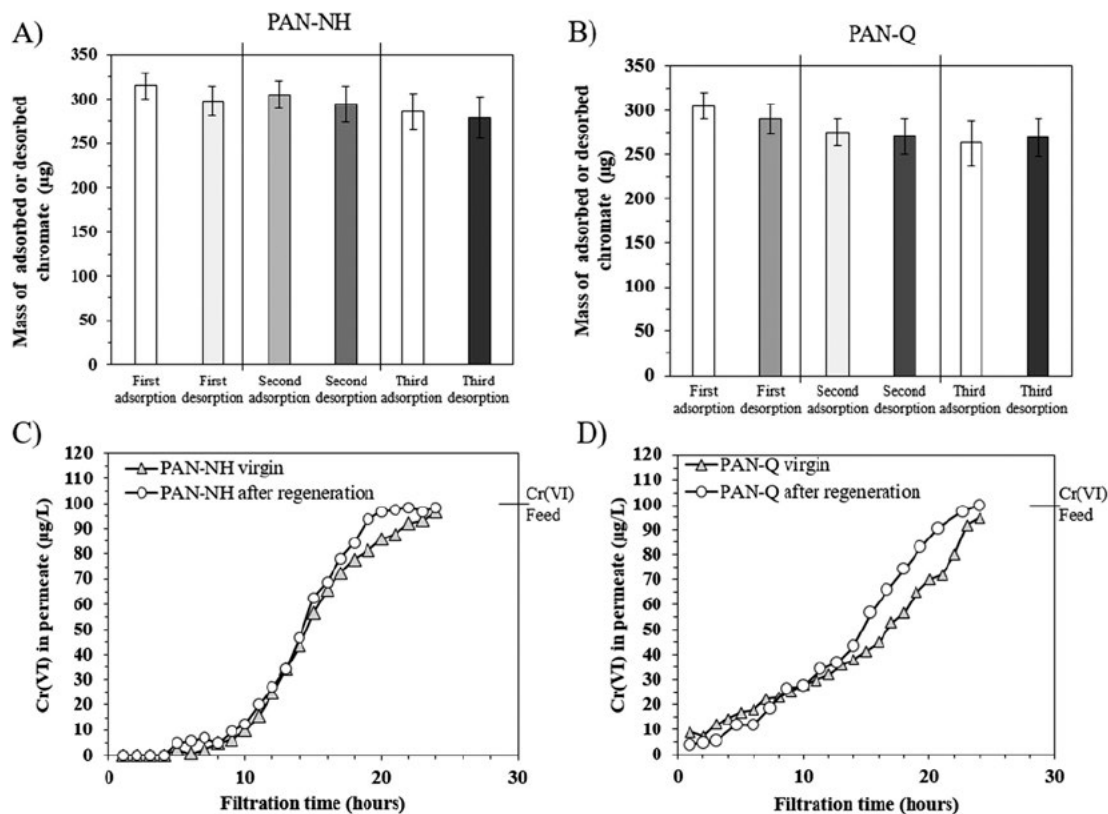 A)
PAN-NH
Mass of adsorbed or desorbed
chromate (µg)
350
300
250
200
150
100
50
0
First
adsorption
First
desorption
Second
adsorption
Second
desorption
Third
adsorption
Third
desorption
B)
PAN-Q
Mass of adsorbed or desorbed
chromate (µg)
350
300
250
200
150
100
50
0
First
adsorption
First
desorption
Second
adsorption
Second
desorption
Third
adsorption
Third
desorption
C)
Cr(VI) in permeate (µg/L)
120
110
100
90
80
70
60
50
40
30
20
10
0
PAN-NH virgin
PAN-NH after regeneration
Cr(VI)
Feed
0
10
20
30
Filtration time (hours)
D)
Cr(VI) in permeate (µg/L)
120
110
100
90
80
70
60
50
40
30
20
10
0
PAN-Q virgin
PAN-Q after regeneration
Cr(VI)
Feed
0
10
20
30
Filtration time (hours)